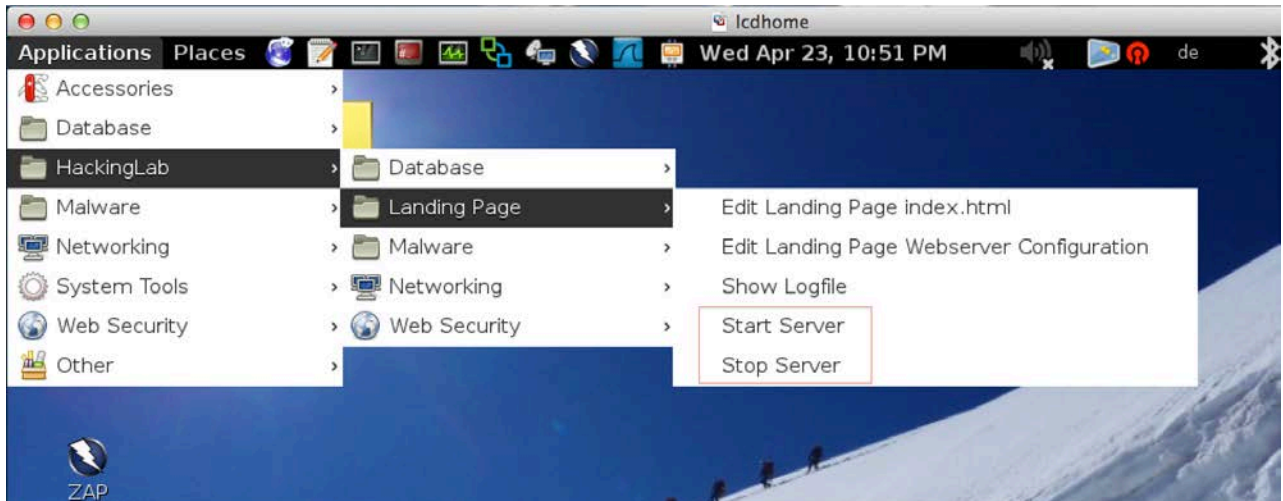 lcdhome
Applications Places Wed Apr 23, 10:51 PM de
Accessories
Database
HackingLab
Malware
Networking
System Tools
Web Security
Other
Database
Landing Page
Malware
Networking
Web Security
Edit Landing Page index.html
Edit Landing Page Webserver Configuration
Show Logfile
Start Server
Stop Server
ZAP